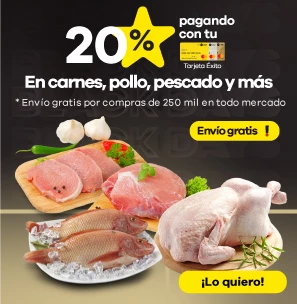 20%
pagando
con tu
Tarjeta Éxito
En carnes, pollo, pescado y más
* Envío gratis por compras de 250 mil en todo mercado
Envío gratis !
¡Lo quiero!